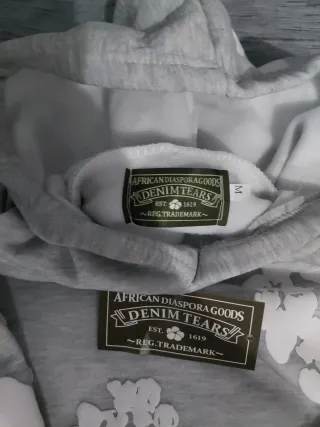 AFRICAN DIASPORA GOODS
DENIM TEARS
EST. 1619
~REG.TRADEMARK~
M
AFRICAN DIASPORA GOODS
DENIM TEARS
EST. 1619
~REG.TRADEMARK~